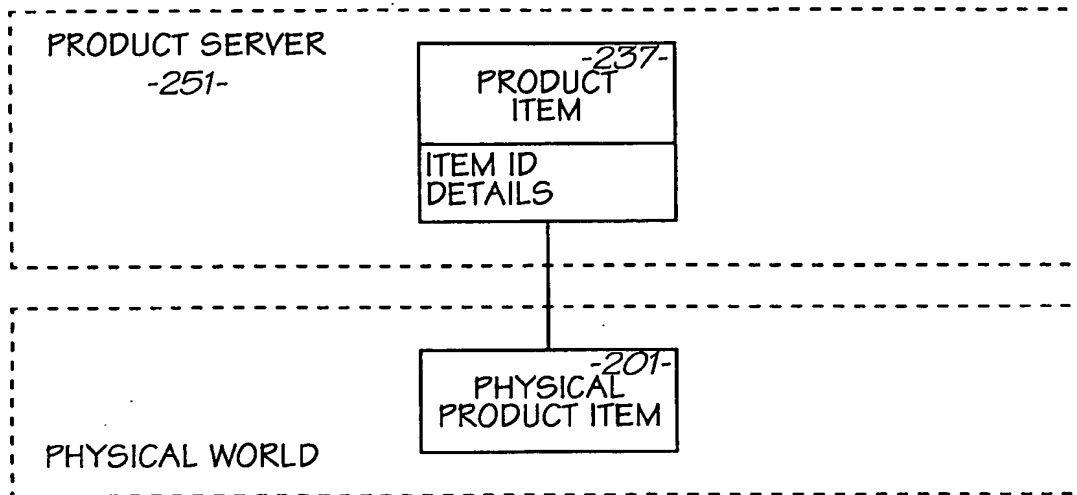 PRODUCT SERVER
-251-
-237-
PRODUCT
ITEM
ITEM ID
DETAILS
-201-
PHYSICAL
PRODUCT ITEM
PHYSICAL WORLD